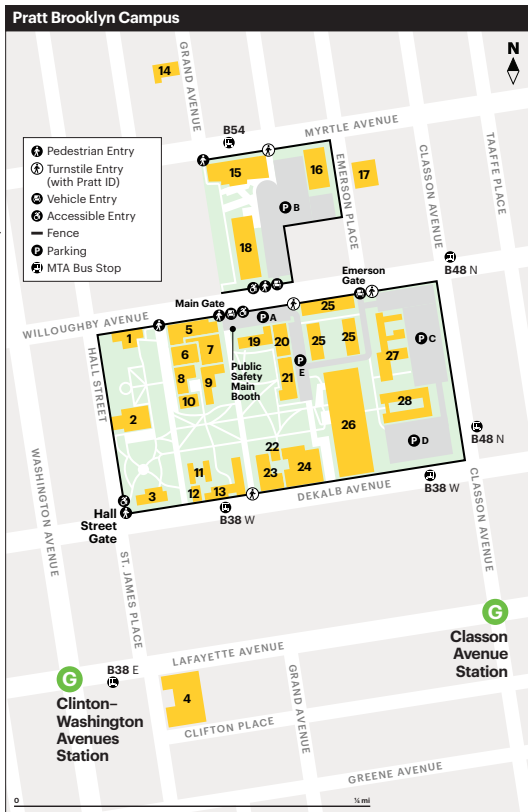 Pratt Brooklyn Campus
N
14
GRAND AVENUE
B54
MYRTLE AVENUE
Pedestrian Entry
Turnstile Entry
(with Pratt ID)
Vehicle Entry
Accessible Entry
Fence
P Parking
MTA Bus Stop
15
16
17
EMERSON PLACE
CLASSON AVENUE
TAAFFE PLACE
P B
18
B48 N
Emerson
Gate
Main Gate
WILLOUGHBY AVENUE
P A
25
1
5
6
7
19
20
25
25
27
P C
P E
Public
Safety
Main
Booth
8
9
10
21
26
28
HALL STREET
2
P D
B48 N
22
11
23
24
3
12
13
B38 W
DEKALB AVENUE
B38 W
Hall
Street
Gate
WASHINGTON AVENUE
ST. JAMES PLACE
CLASSON AVENUE
G
Classon
Avenue
Station
LAFAYETTE AVENUE
B38 E
G
Clinton–
Washington
Avenues
Station
4
GRAND AVENUE
CLIFTON PLACE
GREENE AVENUE
0
¼ mi